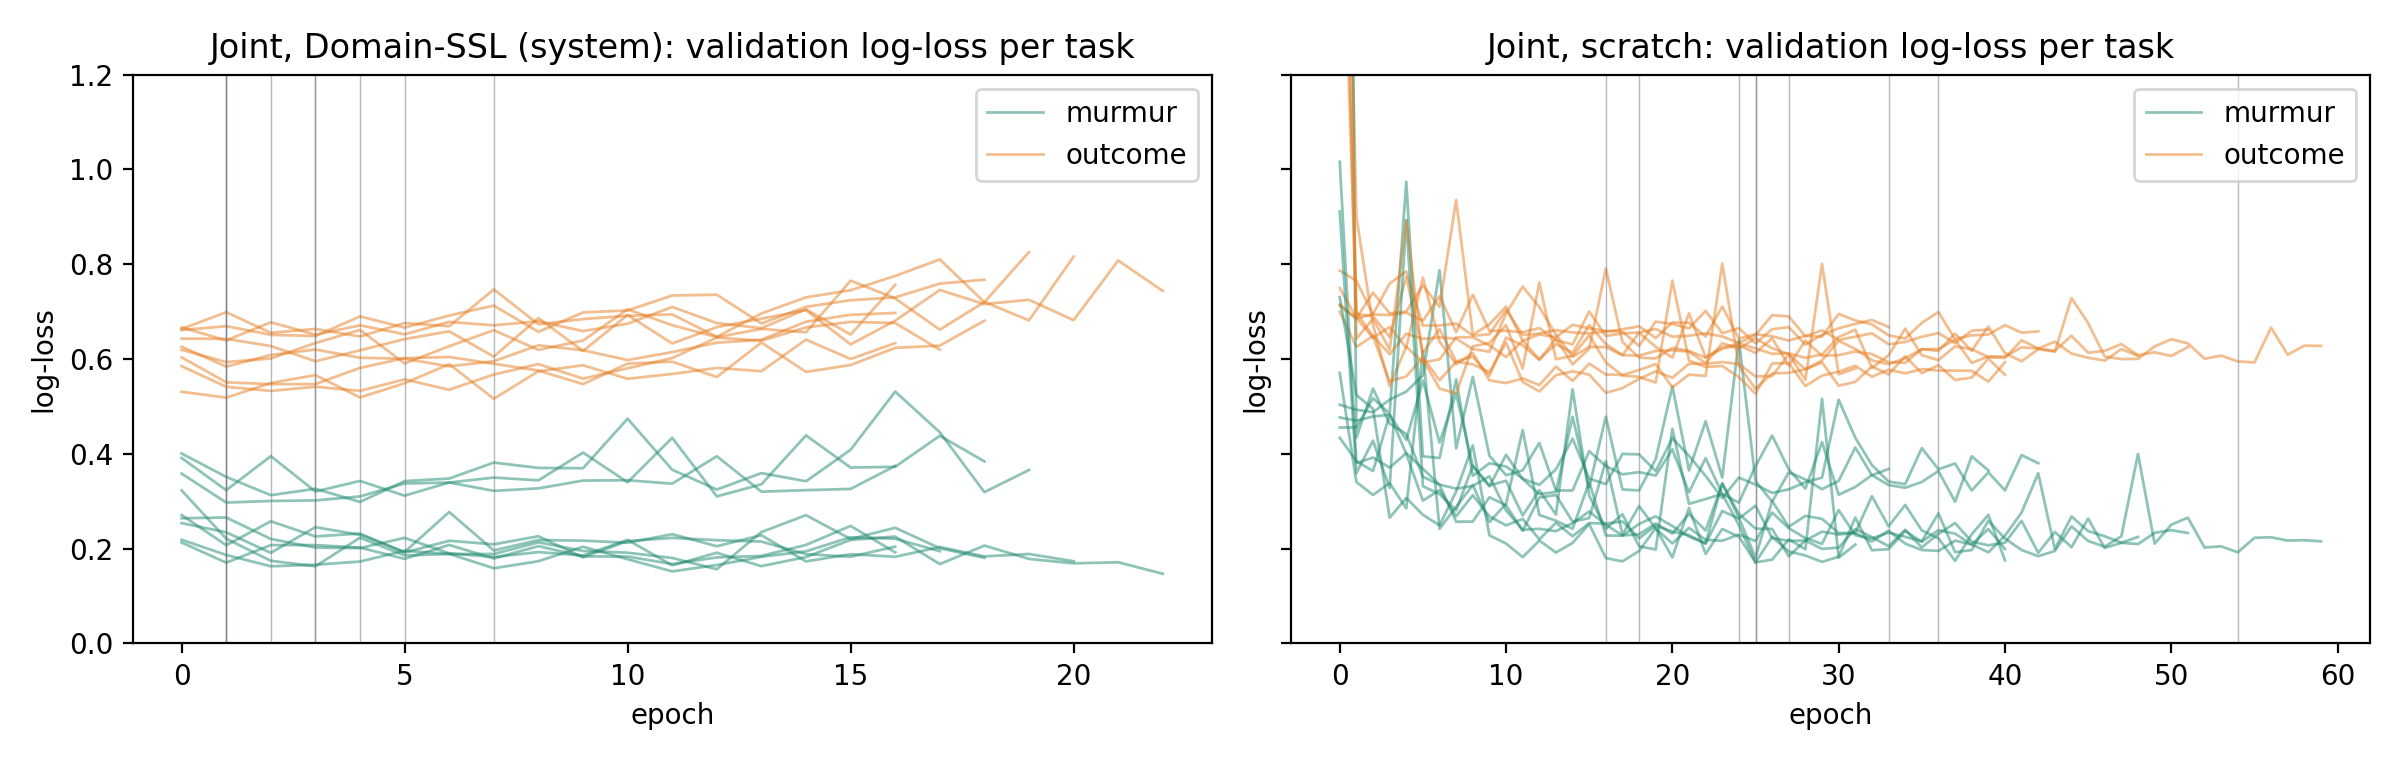 Joint, Domain-SSL (system): validation log-loss per task
1.2
1.0
0.8
0.6
0.4
0.2
0.0
log-loss
murmur
outcome
0 5 10 15 20
epoch
Joint, scratch: validation log-loss per task
log-loss
murmur
outcome
0 10 20 30 40 50 60
epoch